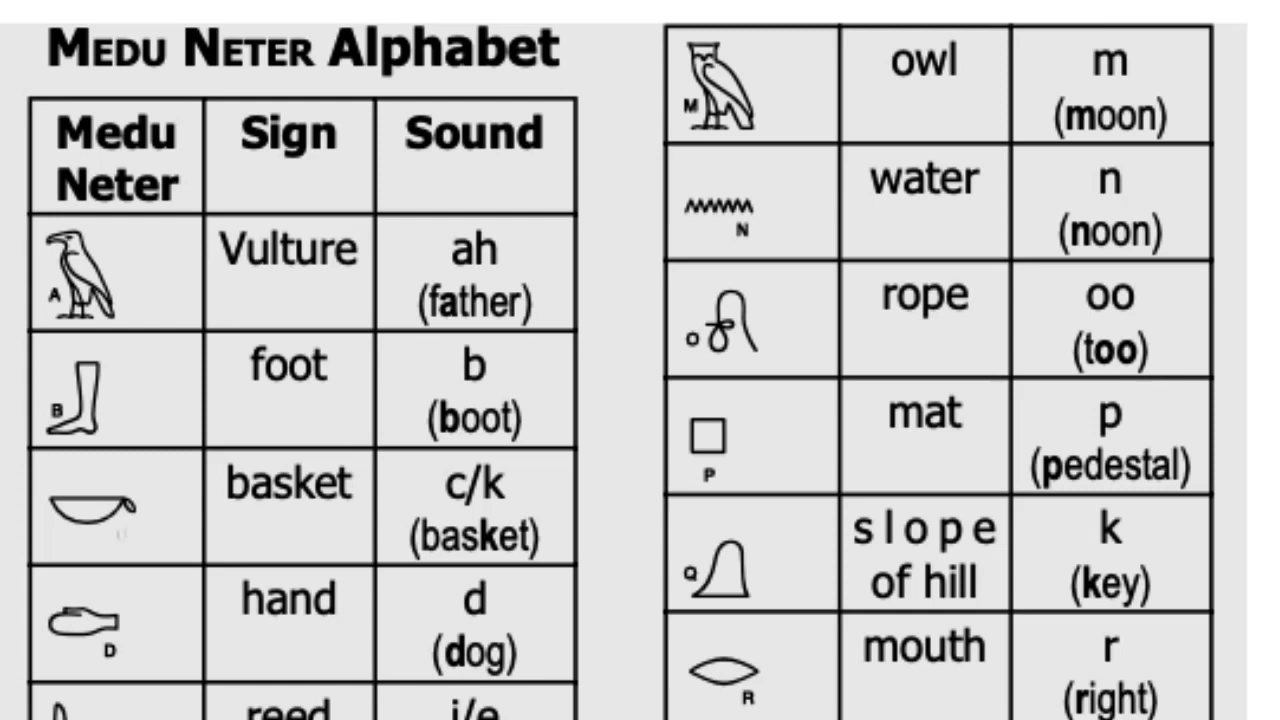 MEDU NETER Alphabet
Medu Neter Sign Sound
A Vulture ah
(father)
B foot b
(boot)
basket c/k
(basket)
hand d
D (dog)
reed i/e
M owl m
(moon)
water n
N (noon)
rope oo
O (too)
mat p
P (pedestal)
slope k
Q of hill (key)
mouth r
R (right)